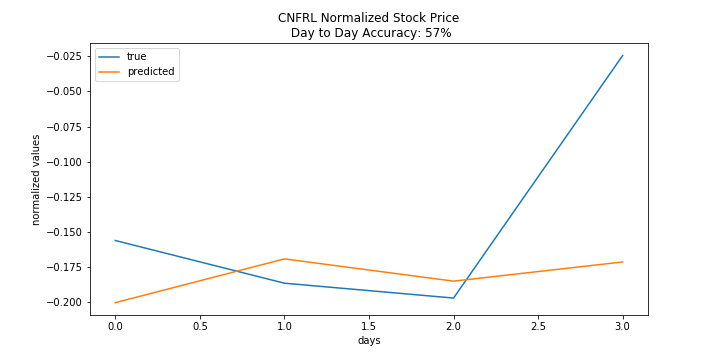 CNFRL Normalized Stock Price
Day to Day Accuracy: 57%
true
predicted
−0.025
−0.050
−0.075
−0.100
−0.125
−0.150
−0.175
−0.200
normalized values
0.0 0.5 1.0 1.5 2.0 2.5 3.0
days